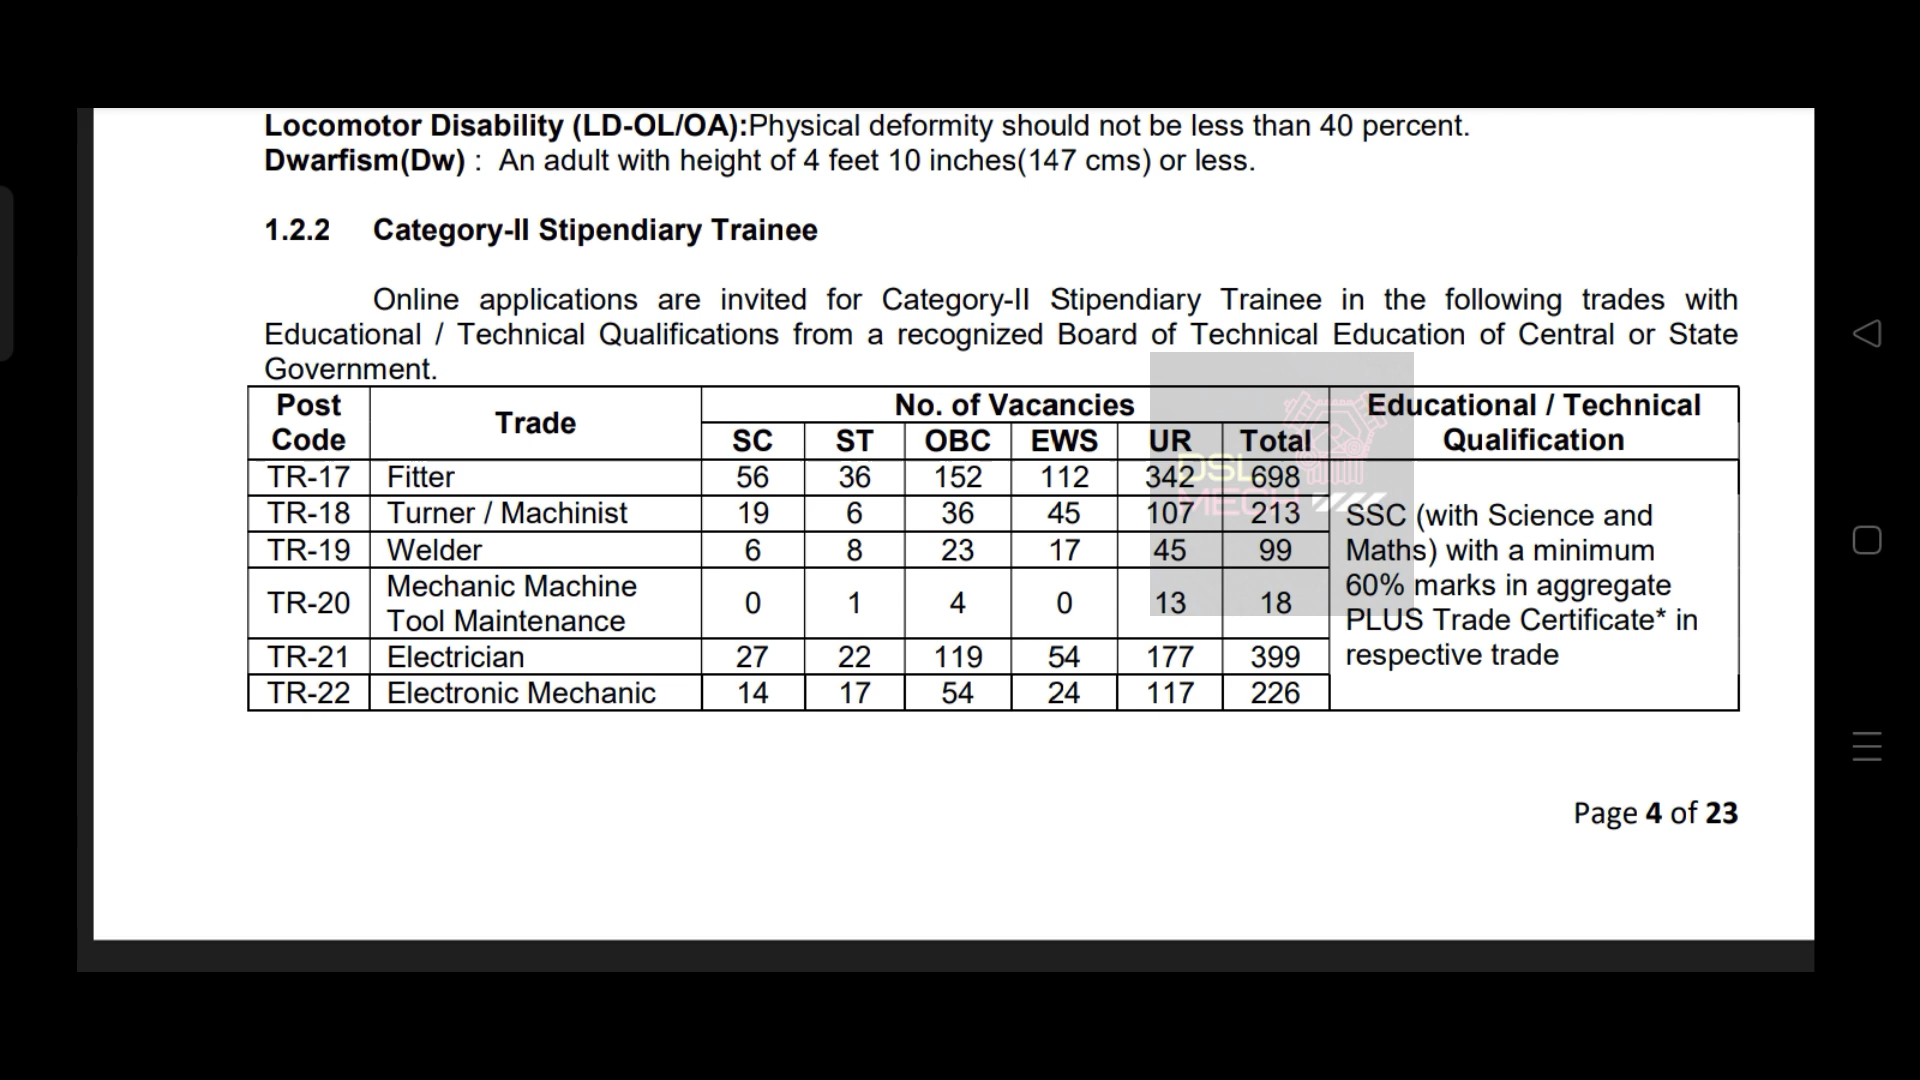 Locomotor Disability (LD-OL/OA):Physical deformity should not be less than 40 percent.
Dwarfism(Dw) : An adult with height of 4 feet 10 inches(147 cms) or less.
1.2.2 Category-II Stipendiary Trainee
Online applications are invited for Category-II Stipendiary Trainee in the following trades with
Educational / Technical Qualifications from a recognized Board of Technical Education of Central or State
Government.
Post Code Trade No. of Vacancies Educational / Technical Qualification
SC ST OBC EWS UR Total
TR-17 Fitter 56 36 152 112 342 698
TR-18 Turner / Machinist 19 6 36 45 107 213
TR-19 Welder 6 8 23 17 45 99
TR-20 Mechanic Machine Tool Maintenance 0 1 4 0 13 18
TR-21 Electrician 27 22 119 54 177 399
TR-22 Electronic Mechanic 14 17 54 24 117 226
SSC (with Science and
Maths) with a minimum
60% marks in aggregate
PLUS Trade Certificate* in
respective trade
DSL
MECH
Page 4 of 23